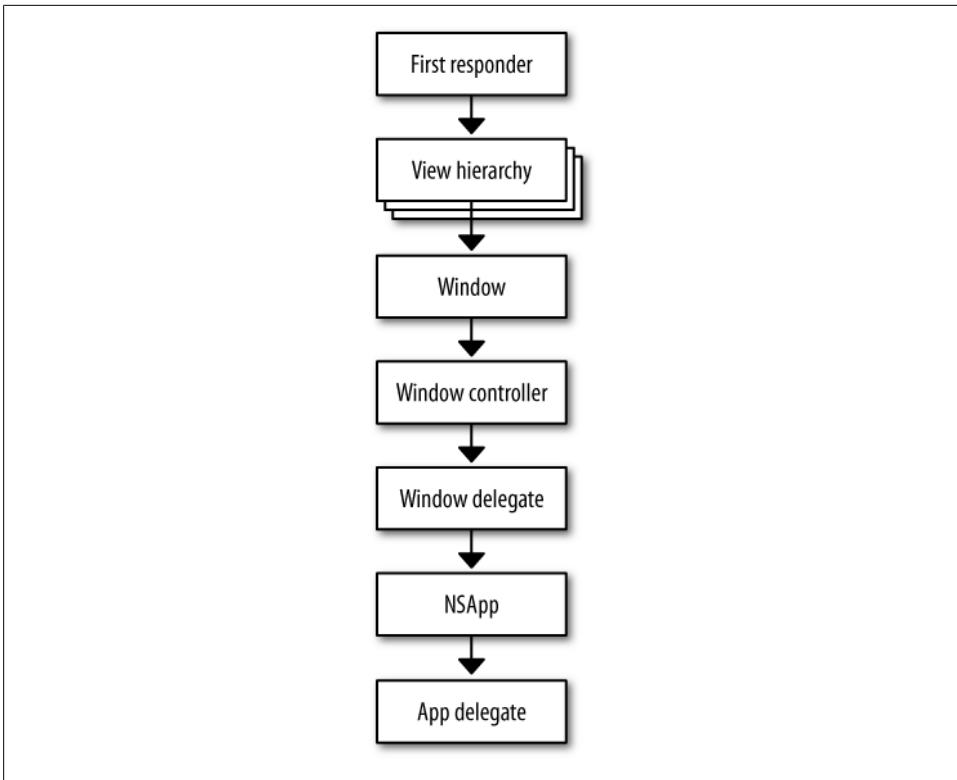 First responder
View hierarchy
Window
Window controller
Window delegate
NSApp
App delegate